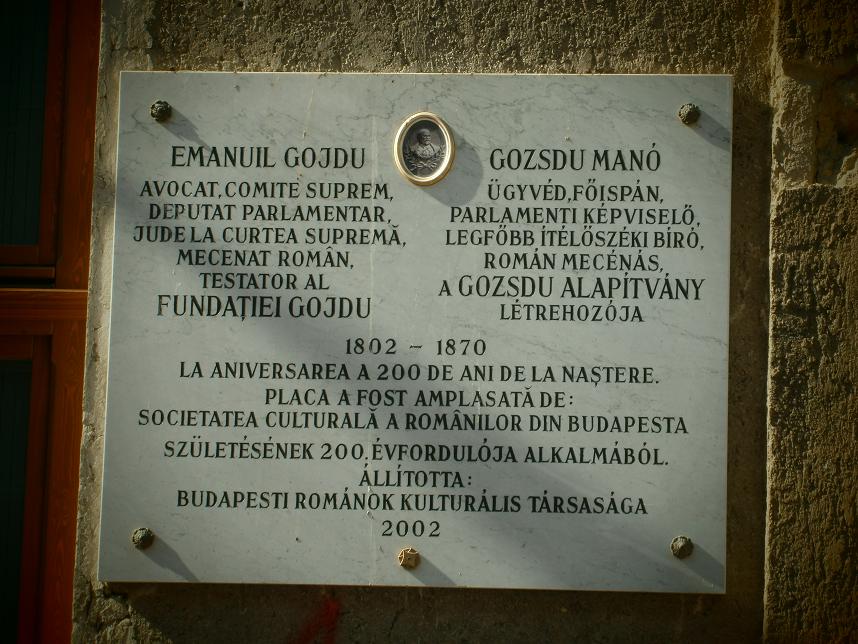 EMANUIL GOJDU
AVOCAT, COMITE SUPREM,
DEPUTAT PARLAMENTAR,
JUDE LA CURTEA SUPREMĂ,
MECENAT ROMÂN,
TESTATOR AL
FUNDAȚIEI GOJDU
GOZSDU MANÓ
ÜGYVÉD, FŐISPÁN,
PARLAMENTI KÉPVISELŐ,
LEGFŐBB ÍTÉLŐSZÉKI BÍRÓ,
ROMÁN MECÉNÁS,
A GOZSDU ALAPÍTVÁNY
LÉTREHOZÓJA
1802 – 1870
LA ANIVERSAREA A 200 DE ANI DE LA NAȘTERE.
PLACA A FOST AMPLASATĂ DE:
SOCIETATEA CULTURALĂ A ROMÂNILOR DIN BUDAPESTA
SZÜLETÉSÉNEK 200. ÉVFORDULÓJA ALKALMÁBÓL.
ÁLLÍTOTTA:
BUDAPESTI ROMÁNOK KULTURÁLIS TÁRSASÁGA
2002